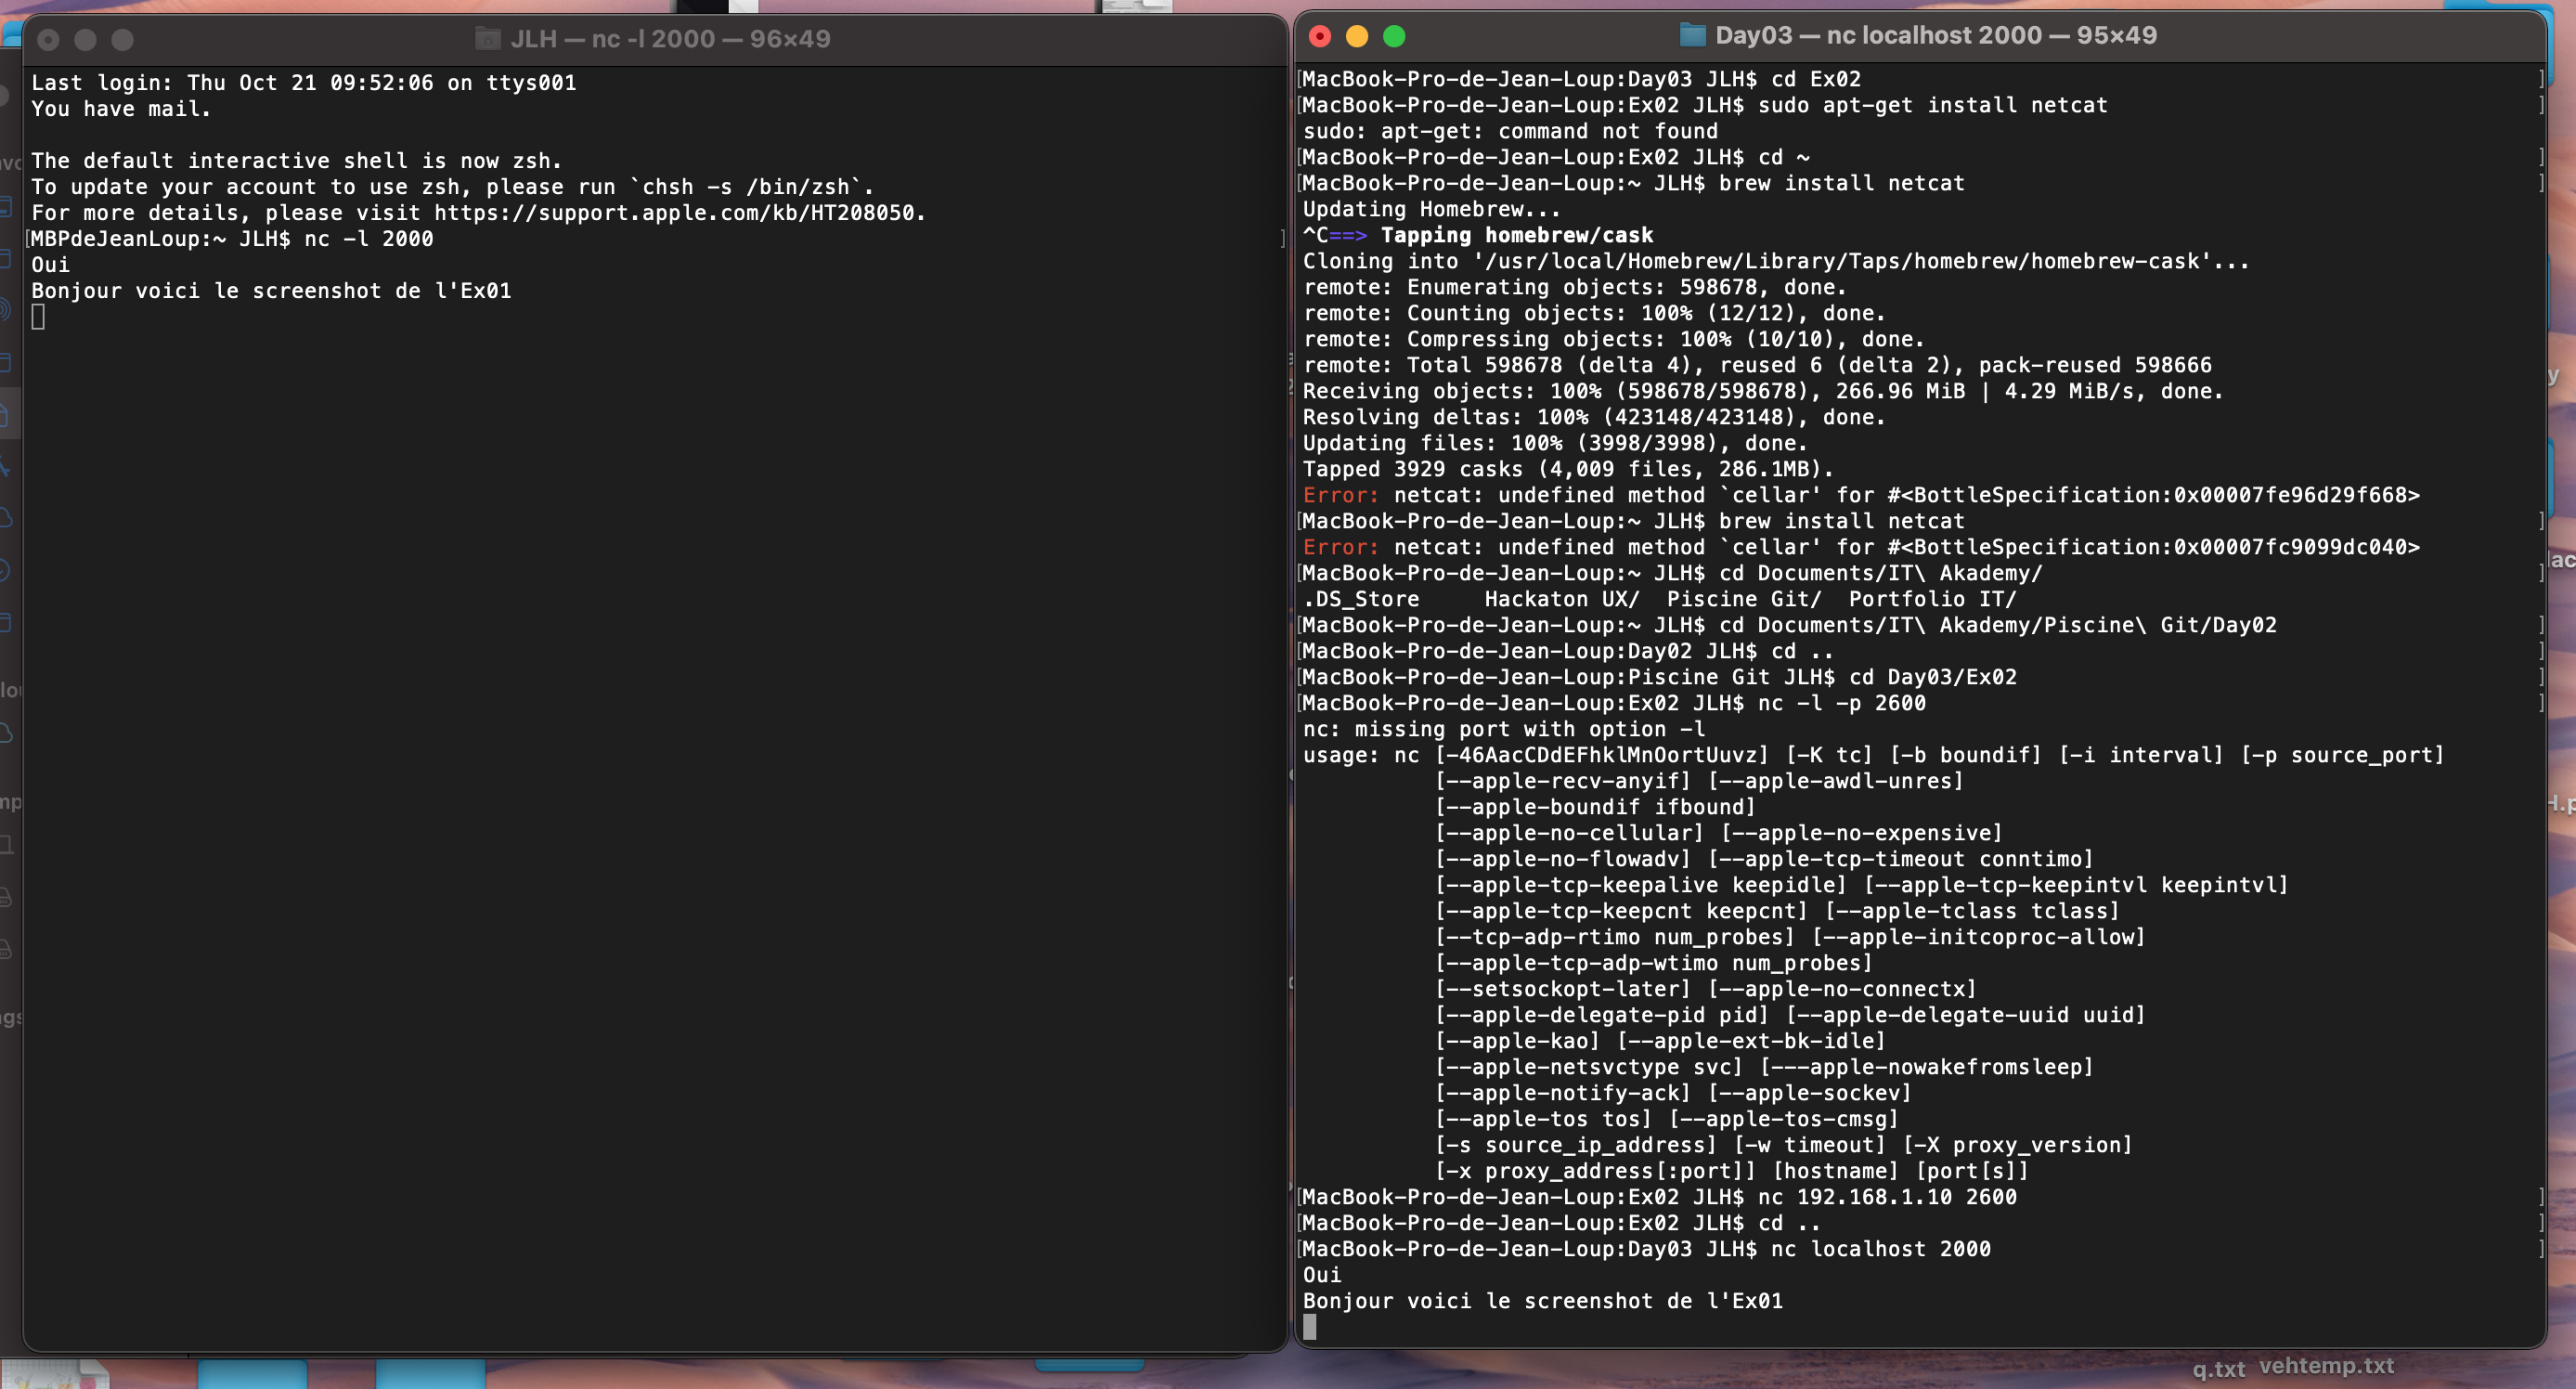 JLH — nc -l 2000 — 96×49
Last login: Thu Oct 21 09:52:06 on ttys001
You have mail.
The default interactive shell is now zsh.
To update your account to use zsh, please run `chsh -s /bin/zsh`.
For more details, please visit https://support.apple.com/kb/HT208050.
[MBPdeJeanLoup:~ JLH$ nc -l 2000 ]
Oui
Bonjour voici le screenshot de l'Ex01
Day03 — nc localhost 2000 — 95×49
[MacBook-Pro-de-Jean-Loup:Day03 JLH$ cd Ex02 ]
[MacBook-Pro-de-Jean-Loup:Ex02 JLH$ sudo apt-get install netcat ]
sudo: apt-get: command not found
[MacBook-Pro-de-Jean-Loup:Ex02 JLH$ cd ~ ]
[MacBook-Pro-de-Jean-Loup:~ JLH$ brew install netcat ]
Updating Homebrew...
^C==> Tapping homebrew/cask
Cloning into '/usr/local/Homebrew/Library/Taps/homebrew/homebrew-cask'...
remote: Enumerating objects: 598678, done.
remote: Counting objects: 100% (12/12), done.
remote: Compressing objects: 100% (10/10), done.
remote: Total 598678 (delta 4), reused 6 (delta 2), pack-reused 598666
Receiving objects: 100% (598678/598678), 266.96 MiB | 4.29 MiB/s, done.
Resolving deltas: 100% (423148/423148), done.
Updating files: 100% (3998/3998), done.
Tapped 3929 casks (4,009 files, 286.1MB).
Error: netcat: undefined method `cellar' for #<BottleSpecification:0x00007fe96d29f668>
[MacBook-Pro-de-Jean-Loup:~ JLH$ brew install netcat ]
Error: netcat: undefined method `cellar' for #<BottleSpecification:0x00007fc9099dc040>
[MacBook-Pro-de-Jean-Loup:~ JLH$ cd Documents/IT\ Akademy/ ]
.DS_Store     Hackaton UX/  Piscine Git/  Portfolio IT/
[MacBook-Pro-de-Jean-Loup:~ JLH$ cd Documents/IT\ Akademy/Piscine\ Git/Day02 ]
[MacBook-Pro-de-Jean-Loup:Day02 JLH$ cd .. ]
[MacBook-Pro-de-Jean-Loup:Piscine Git JLH$ cd Day03/Ex02 ]
[MacBook-Pro-de-Jean-Loup:Ex02 JLH$ nc -l -p 2600 ]
nc: missing port with option -l
usage: nc [-46AacCDdEFhklMnOortUuvz] [-K tc] [-b boundif] [-i interval] [-p source_port]
[--apple-recv-anyif] [--apple-awdl-unres]
[--apple-boundif ifbound]
[--apple-no-cellular] [--apple-no-expensive]
[--apple-no-flowadv] [--apple-tcp-timeout conntimo]
[--apple-tcp-keepalive keepidle] [--apple-tcp-keepintvl keepintvl]
[--apple-tcp-keepcnt keepcnt] [--apple-tclass tclass]
[--tcp-adp-rtimo num_probes] [--apple-initcoproc-allow]
[--apple-tcp-adp-wtimo num_probes]
[--setsockopt-later] [--apple-no-connectx]
[--apple-delegate-pid pid] [--apple-delegate-uuid uuid]
[--apple-kao] [--apple-ext-bk-idle]
[--apple-netsvctype svc] [---apple-nowakefromsleep]
[--apple-notify-ack] [--apple-sockev]
[--apple-tos tos] [--apple-tos-cmsg]
[-s source_ip_address] [-w timeout] [-X proxy_version]
[-x proxy_address[:port]] [hostname] [port[s]]
[MacBook-Pro-de-Jean-Loup:Ex02 JLH$ nc 192.168.1.10 2600 ]
[MacBook-Pro-de-Jean-Loup:Ex02 JLH$ cd .. ]
[MacBook-Pro-de-Jean-Loup:Day03 JLH$ nc localhost 2000 ]
Oui
Bonjour voici le screenshot de l'Ex01
q.txt vehtemp.txt